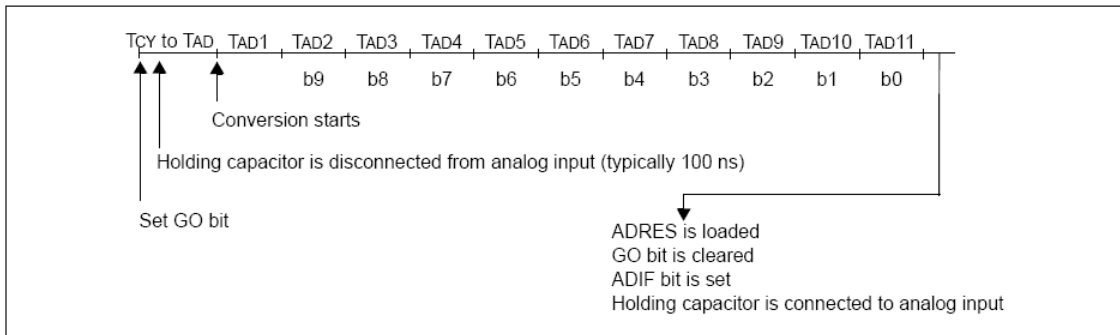 TCY to TAD TAD1 TAD2 TAD3 TAD4 TAD5 TAD6 TAD7 TAD8 TAD9 TAD10 TAD11
b9 b8 b7 b6 b5 b4 b3 b2 b1 b0
Conversion starts
Holding capacitor is disconnected from analog input (typically 100 ns)
Set GO bit
ADRES is loaded
GO bit is cleared
ADIF bit is set
Holding capacitor is connected to analog input